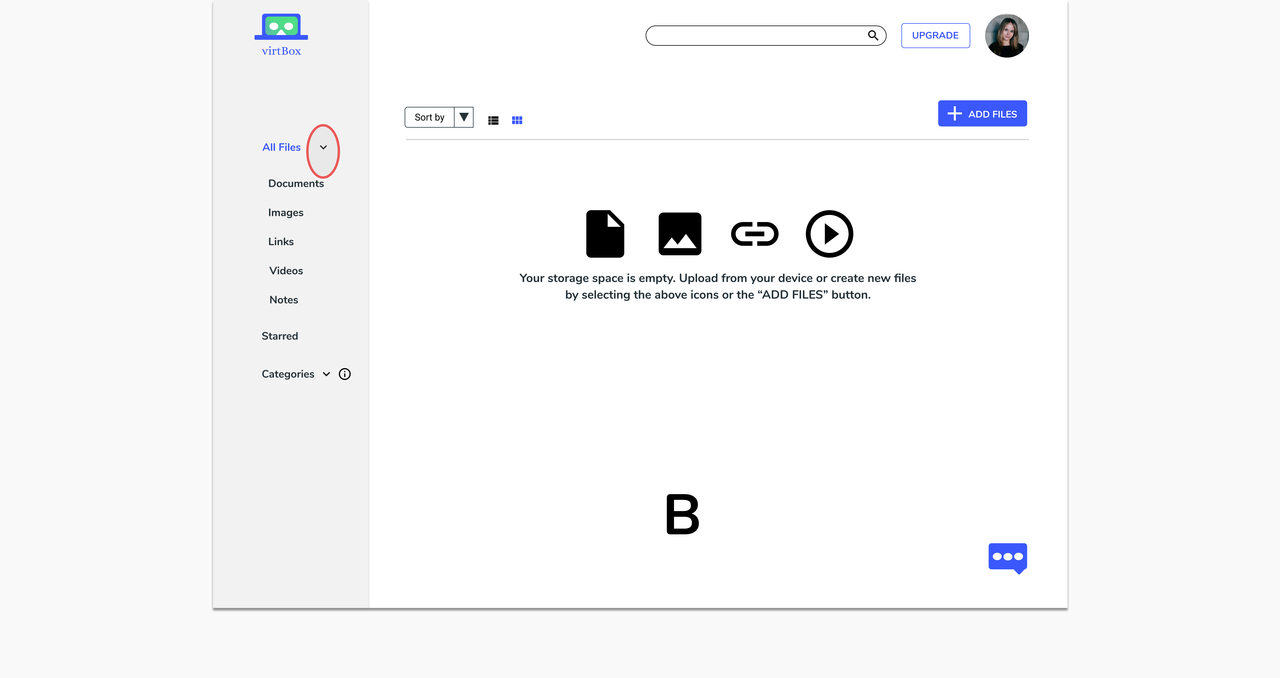 virtBox
UPGRADE
Sort by
ADD FILES
All Files
Documents
Images
Links
Videos
Notes
Starred
Categories
Your storage space is empty. Upload from your device or create new files
by selecting the above icons or the “ADD FILES” button.
B